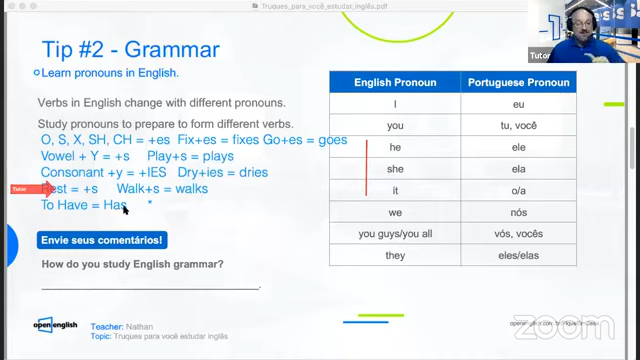 Truques_para_você_estudar_inglês.pdf
Tip #2 - Grammar
Learn pronouns in English.
Verbs in English change with different pronouns.
Study pronouns to prepare to form different verbs.
O, S, X, SH, CH = +es Fix+es = fixes Go+es = goes
Vowel + Y = +s Play+s = plays
Consonant +y = +IES Dry+ies = dries
Rest = +s Walk+s = walks
To Have = Has *
Tutor
Envie seus comentários!
How do you study English grammar?
English Pronoun Portuguese Pronoun
I eu
you tu, você
he ele
she ela
it o/a
we nós
you guys/you all vós, vocês
they eles/elas
openenglish
Teacher: Nathan
Topic: Truques para você estudar inglês
Tutor
zoom